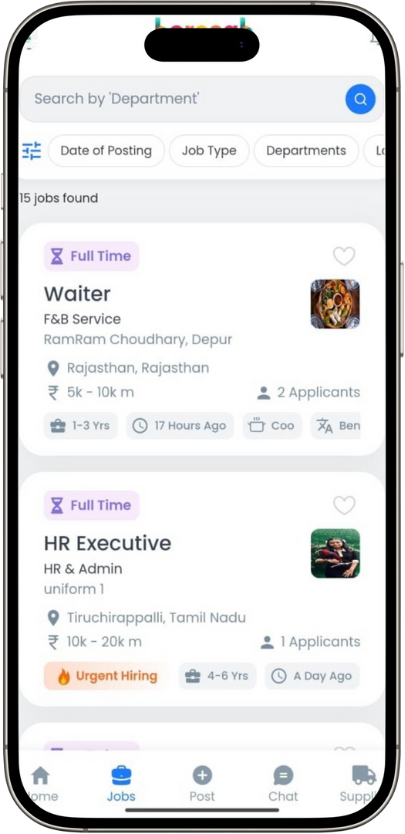 Search by 'Department'
Date of Posting Job Type Departments
15 jobs found
Full Time
Waiter
F&B Service
RamRam Choudhary, Depur
Rajasthan, Rajasthan
₹ 5k - 10k m 2 Applicants
1-3 Yrs 17 Hours Ago Coo Ben
Full Time
HR Executive
HR & Admin
uniform 1
Tiruchirappalli, Tamil Nadu
₹ 10k - 20k m 1 Applicants
Urgent Hiring 4-6 Yrs A Day Ago
ome Jobs Post Chat Suppli